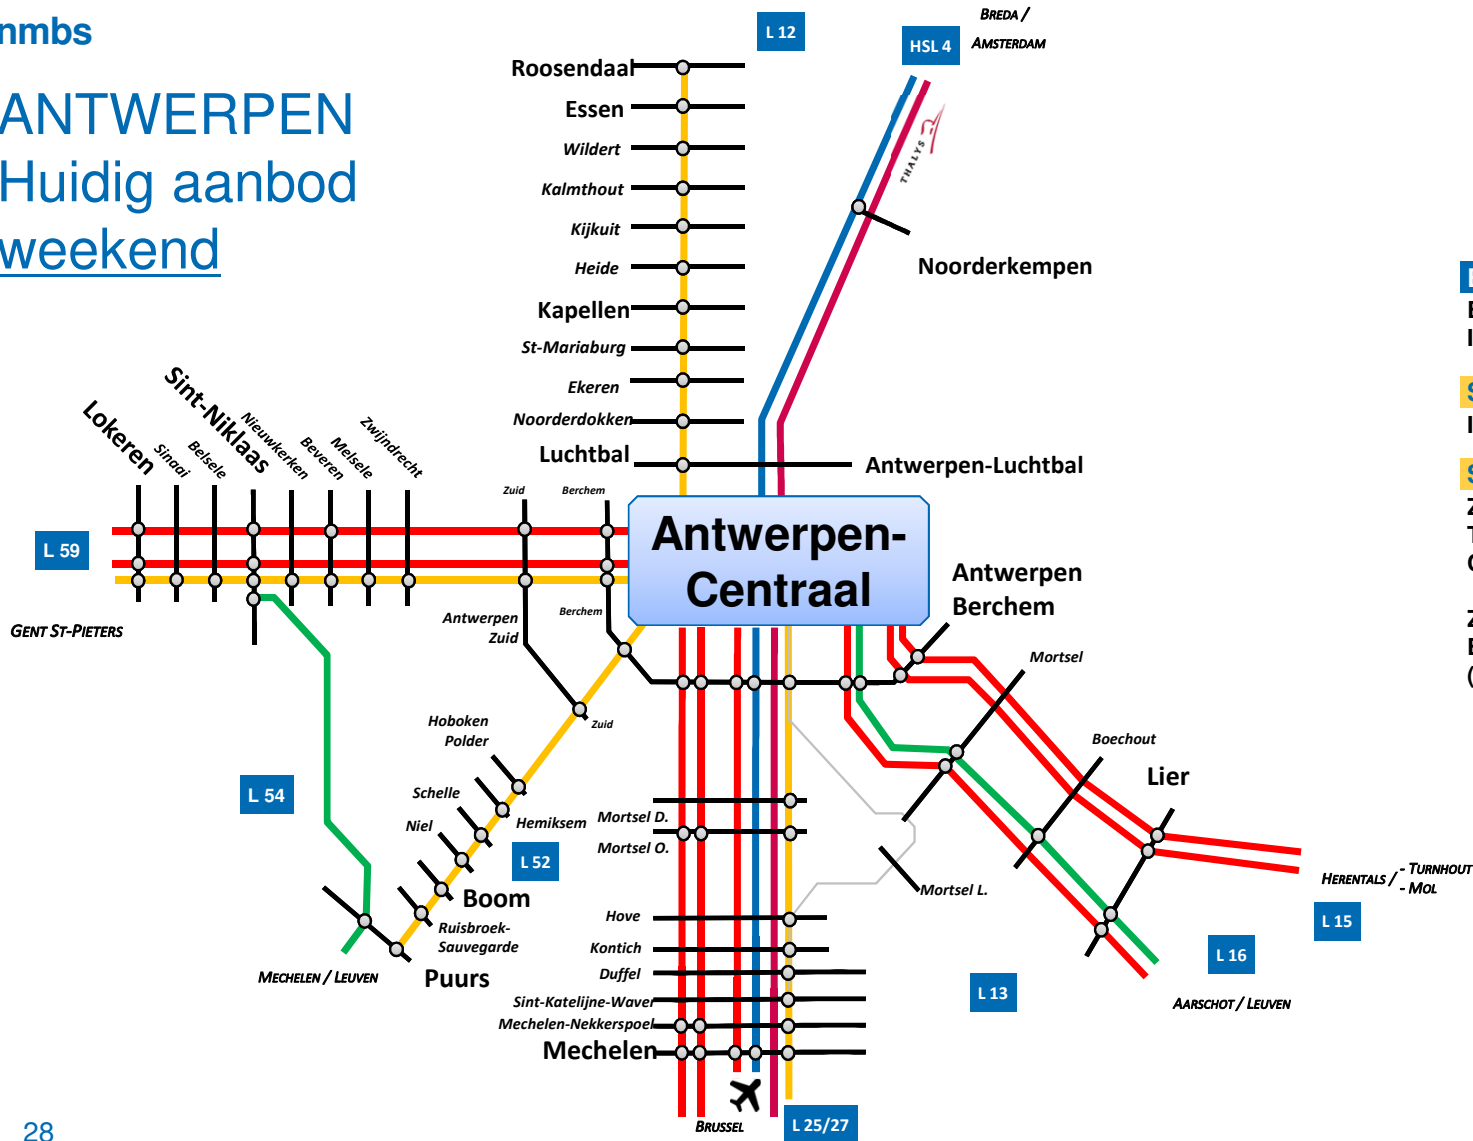 nmbs
ANTWERPEN
Huidig aanbod
weekend
L 12
HSL 4
BREDA /
AMSTERDAM
THALYS
Roosendaal
Essen
Wildert
Kalmthout
Kijkuit
Heide
Kapellen
St-Mariaburg
Ekeren
Noorderdokken
Luchtbal
Noorderkempen
Antwerpen-Luchtbal
Lokeren
Sinaai
Belsele
Sint-Niklaas
Nieuwkerken
Beveren
Melsele
Zwijndrecht
Zuid
Berchem
L 59
GENT ST-PIETERS
Antwerpen-
Centraal
Antwerpen
Berchem
Antwerpen
Zuid
Berchem
Zuid
Mortsel
Boechout
Lier
Hoboken
Polder
Schelle
Hemiksem
Niel
L 54
L 52
Boom
Ruisbroek-
Sauvegarde
Puurs
MECHELEN / LEUVEN
Mortsel D.
Mortsel O.
Mortsel L.
Hove
Kontich
Duffel
Sint-Katelijne-Waver
Mechelen-Nekkerspoel
Mechelen
BRUSSEL
L 25/27
L 13
L 16
L 15
HERENTALS / - TURNHOUT
- MOL
AARSCHOT / LEUVEN
28